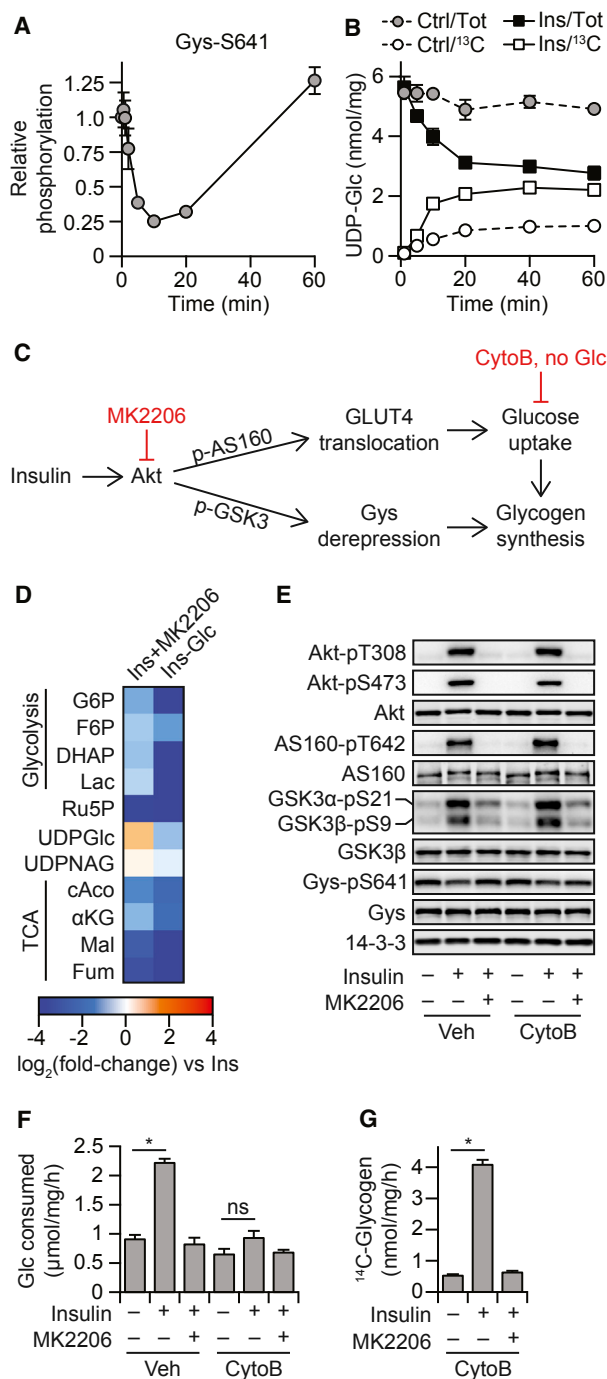 A
Gys-S641
Relative
phosphorylation
1.25
1.0
0.75
0.50
0.25
0
0 20 40 60
Time (min)
B
Ctrl/Tot Ins/Tot
Ctrl/¹³C Ins/¹³C
UDP-Glc (nmol/mg)
6
4
2
0
0 20 40 60
Time (min)
C
CytoB, no Glc
MK2206
p-AS160
GLUT4
translocation
Glucose
uptake
Insulin
Akt
p-GSK3
Gys
derepression
Glycogen
synthesis
D
Ins+MK2206
Ins-Glc
Glycolysis
G6P
F6P
DHAP
Lac
Ru5P
UDPGlc
UDPNAG
TCA
cAco
αKG
Mal
Fum
-4 -2 0 2 4
log₂(fold-change) vs Ins
E
Akt-pT308
Akt-pS473
Akt
AS160-pT642
AS160
GSK3α-pS21
GSK3β-pS9
GSK3β
Gys-pS641
Gys
14-3-3
Insulin – + + – + +
MK2206 – – + – – +
Veh CytoB
F
Glc consumed
(μmol/mg/h)
2.5
2
1.5
1
0.5
0
*
ns
Insulin – + + – + +
MK2206 – – + – – +
Veh CytoB
G
¹⁴C-Glycogen
(nmol/mg/h)
4
3
2
1
0
*
Insulin – + +
MK2206 – – +
CytoB